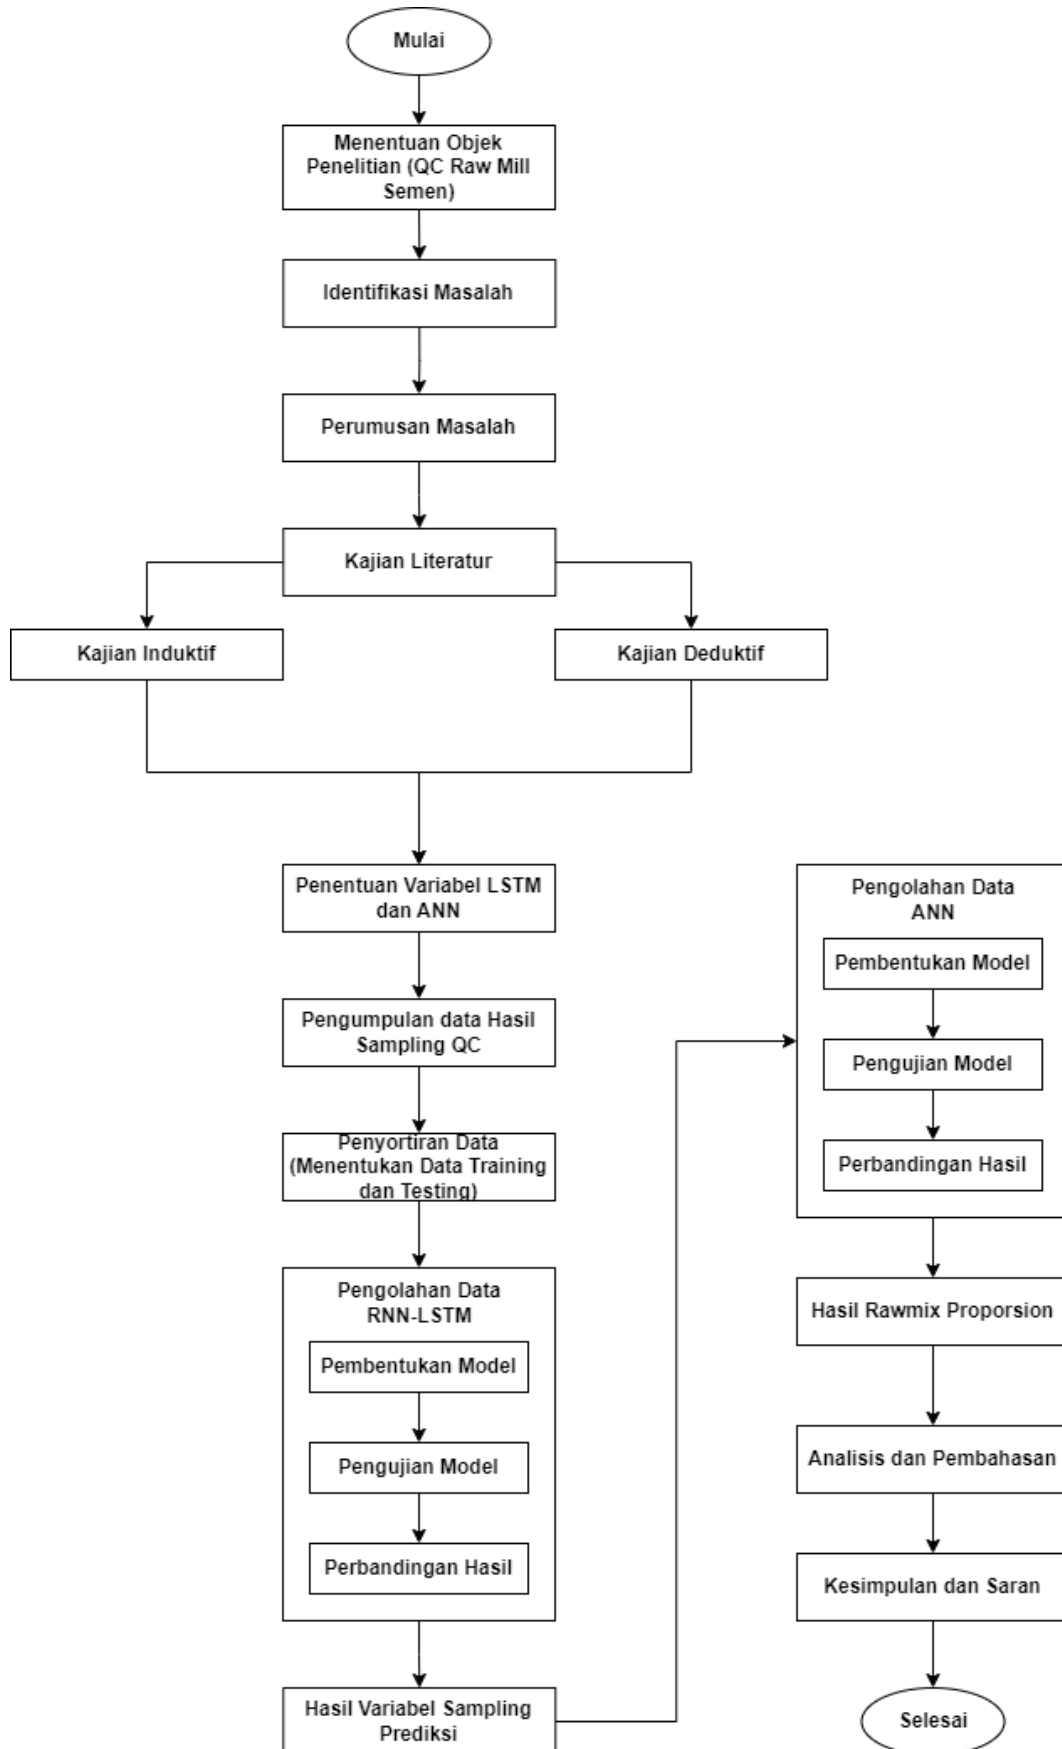 Mulai
Menentuan Objek
Penelitian (QC Raw Mill
Semen)
Identifikasi Masalah
Perumusan Masalah
Kajian Literatur
Kajian Induktif
Kajian Deduktif
Penentuan Variabel LSTM
dan ANN
Pengumpulan data Hasil
Sampling QC
Penyortiran Data
(Menentukan Data Training
dan Testing)
Pengolahan Data
RNN-LSTM
Pembentukan Model
Pengujian Model
Perbandingan Hasil
Hasil Variabel Sampling
Prediksi
Pengolahan Data
ANN
Pembentukan Model
Pengujian Model
Perbandingan Hasil
Hasil Rawmix Proporsion
Analisis dan Pembahasan
Kesimpulan dan Saran
Selesai